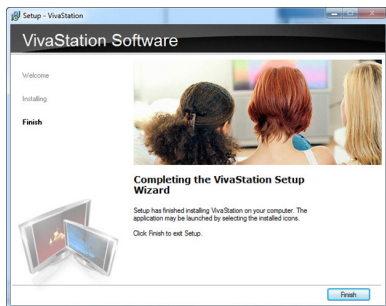 Setup - VivaStation
VivaStation Software
Welcome
Installing
Finish
Completing the VivaStation Setup
Wizard
Setup has finished installing VivaStation on your computer. The
application may be launched by selecting the installed icons.
Click Finish to exit Setup.
Finish